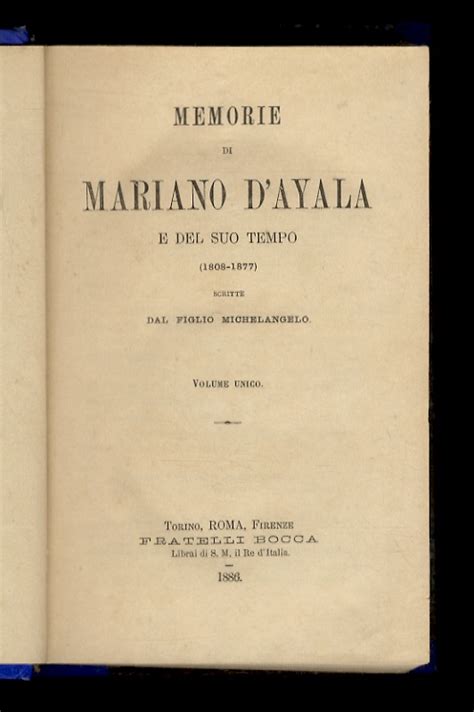 MEMORIE
DI
MARIANO D'AYALA
E DEL SUO TEMPO
(1808-1877)
SCRITTE
DAL FIGLIO MICHELANGELO.
VOLUME UNICO.
TORINO, ROMA, FIRENZE
FRATELLI BOCCA
Librai di S. M. il Re d'Italia.
1886.